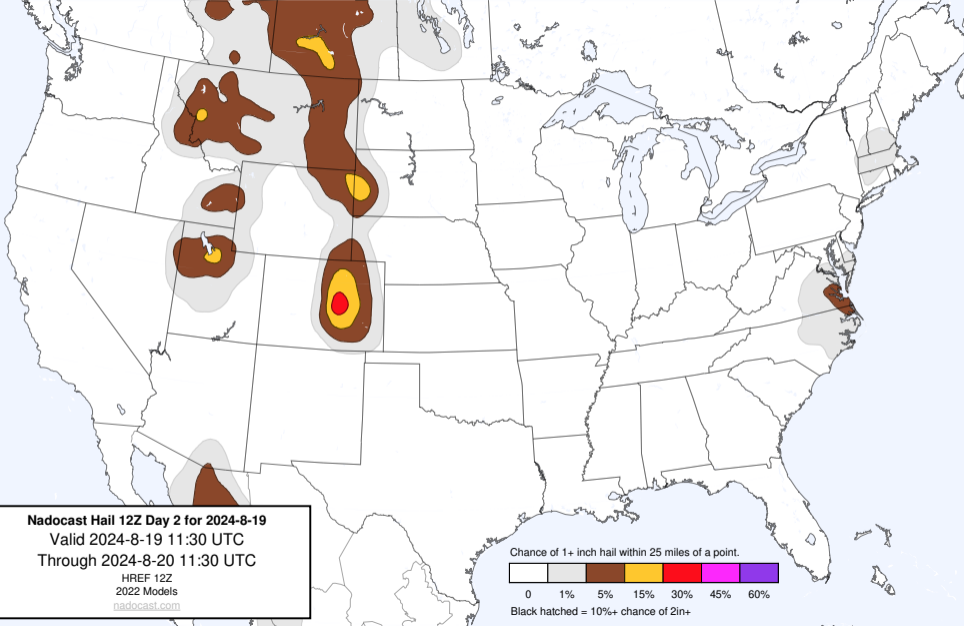 Nadocast Hail 12Z Day 2 for 2024-8-19
Valid 2024-8-19 11:30 UTC
Through 2024-8-20 11:30 UTC
HREF 12Z
2022 Models
nadocast.com
Chance of 1+ inch hail within 25 miles of a point.
0 1% 5% 15% 30% 45% 60%
Black hatched = 10%+ chance of 2in+